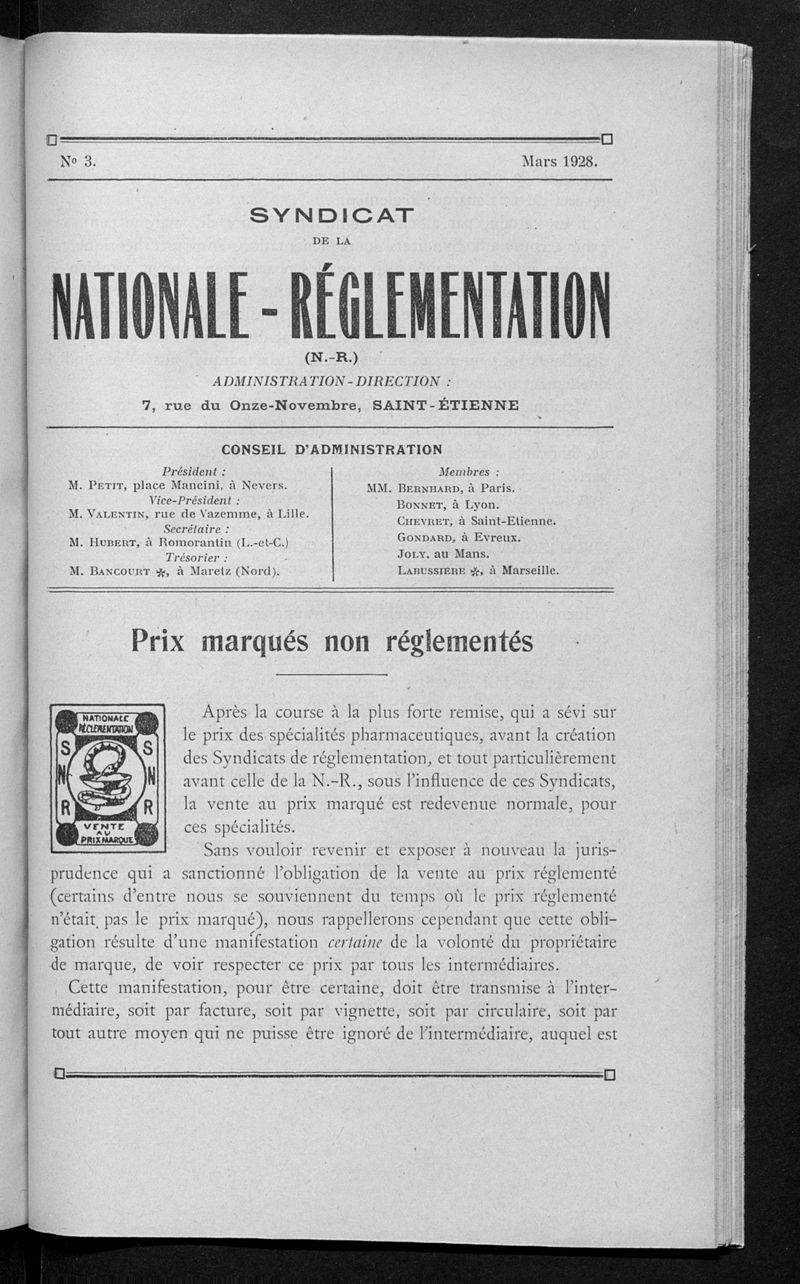 Nº 3.
Mars 1928.
SYNDICAT
DE LA
NATIONALE - RÉGLEMENTATION
(N.-R.)
ADMINISTRATION - DIRECTION :
7, rue du Onze-Novembre, SAINT-ÉTIENNE
CONSEIL D'ADMINISTRATION
Président :
M. PETIT, place Mancini, à Nevers.
Vice-Président :
M. VALENTIN, rue de Vazemme, à Lille.
Secrétaire :
M. HUBERT, à Romorantin (L.-et-C.)
Trésorier :
M. BANCOURT ✻, à Maretz (Nord).
Membres :
MM. BERNHARD, à Paris.
BONNET, à Lyon.
CHEVRET, à Saint-Etienne.
GONDARD, à Evreux.
JOLY, au Mans.
LABUSSIERE ✻, à Marseille.
Prix marqués non réglementés
NATIONALE
RÉGLEMENTATION
S S
N N
R R
VENTE
AU
PRIX MARQUÉ
Après la course à la plus forte remise, qui a sévi sur
le prix des spécialités pharmaceutiques, avant la création
des Syndicats de réglementation, et tout particulièrement
avant celle de la N.-R., sous l'influence de ces Syndicats,
la vente au prix marqué est redevenue normale, pour
ces spécialités.
Sans vouloir revenir et exposer à nouveau la juris-
prudence qui a sanctionné l'obligation de la vente au prix réglementé
(certains d'entre nous se souviennent du temps où le prix réglementé
n'était pas le prix marqué), nous rappellerons cependant que cette obli-
gation résulte d'une manifestation certaine de la volonté du propriétaire
de marque, de voir respecter ce prix par tous les intermédiaires.
Cette manifestation, pour être certaine, doit être transmise à l'inter-
médiaire, soit par facture, soit par vignette, soit par circulaire, soit par
tout autre moyen qui ne puisse être ignoré de l'intermédiaire, auquel est